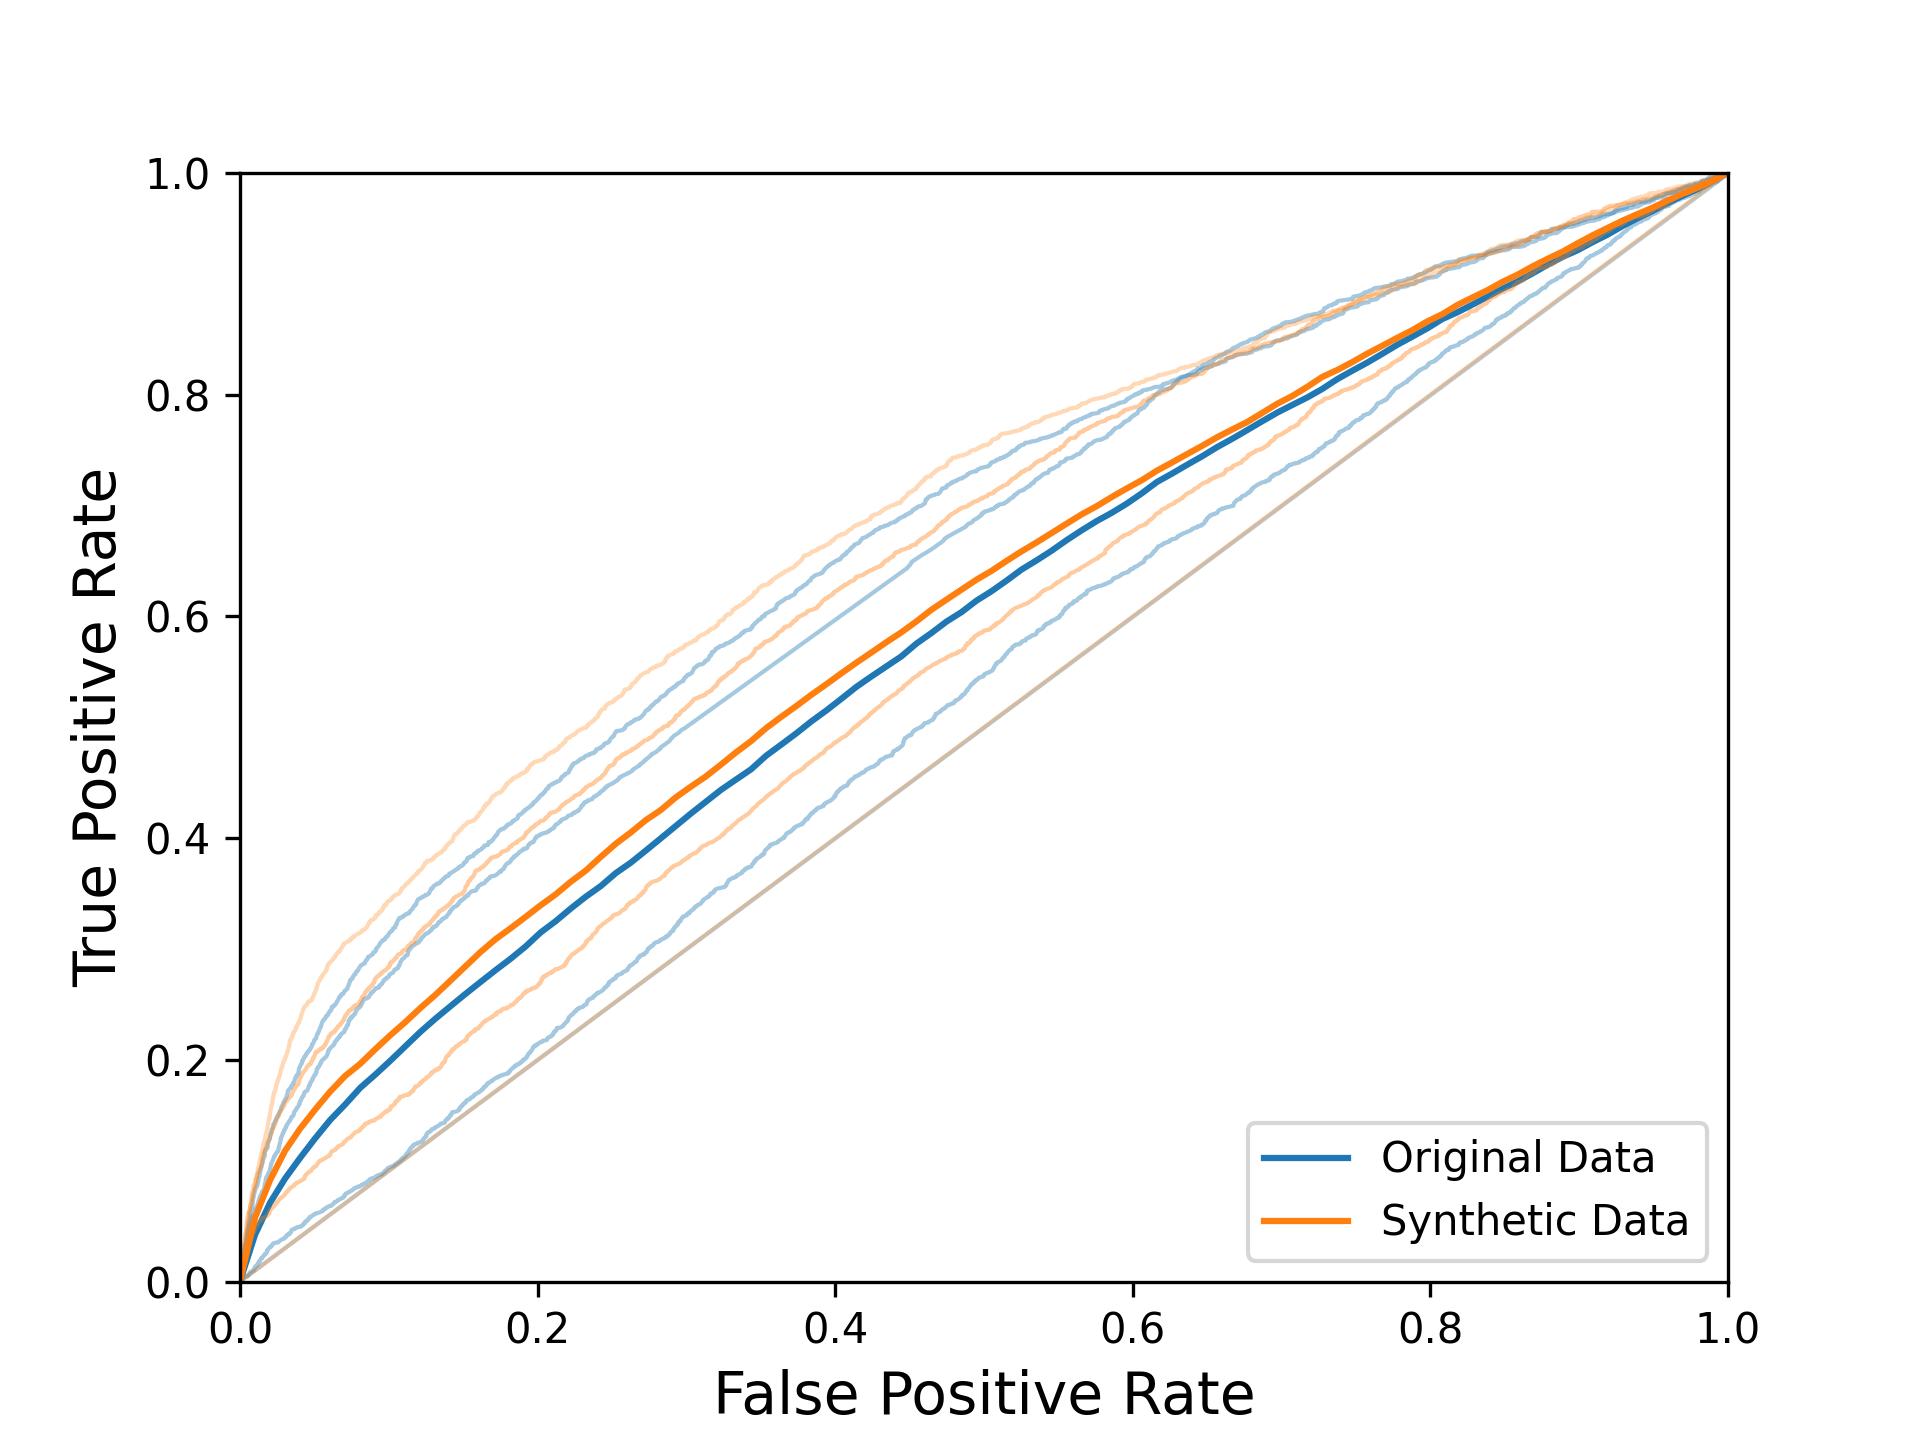 1.0
0.8
0.6
0.4
0.2
0.0
True Positive Rate
Original Data
Synthetic Data
0.0 0.2 0.4 0.6 0.8 1.0
False Positive Rate